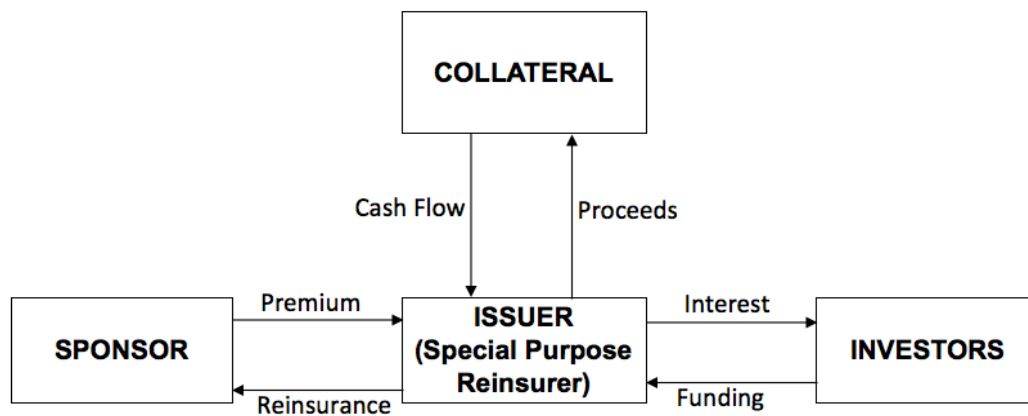 COLLATERAL
Cash Flow
Proceeds
Premium
ISSUER
(Special Purpose
Reinsurer)
Interest
SPONSOR
INVESTORS
Reinsurance
Funding